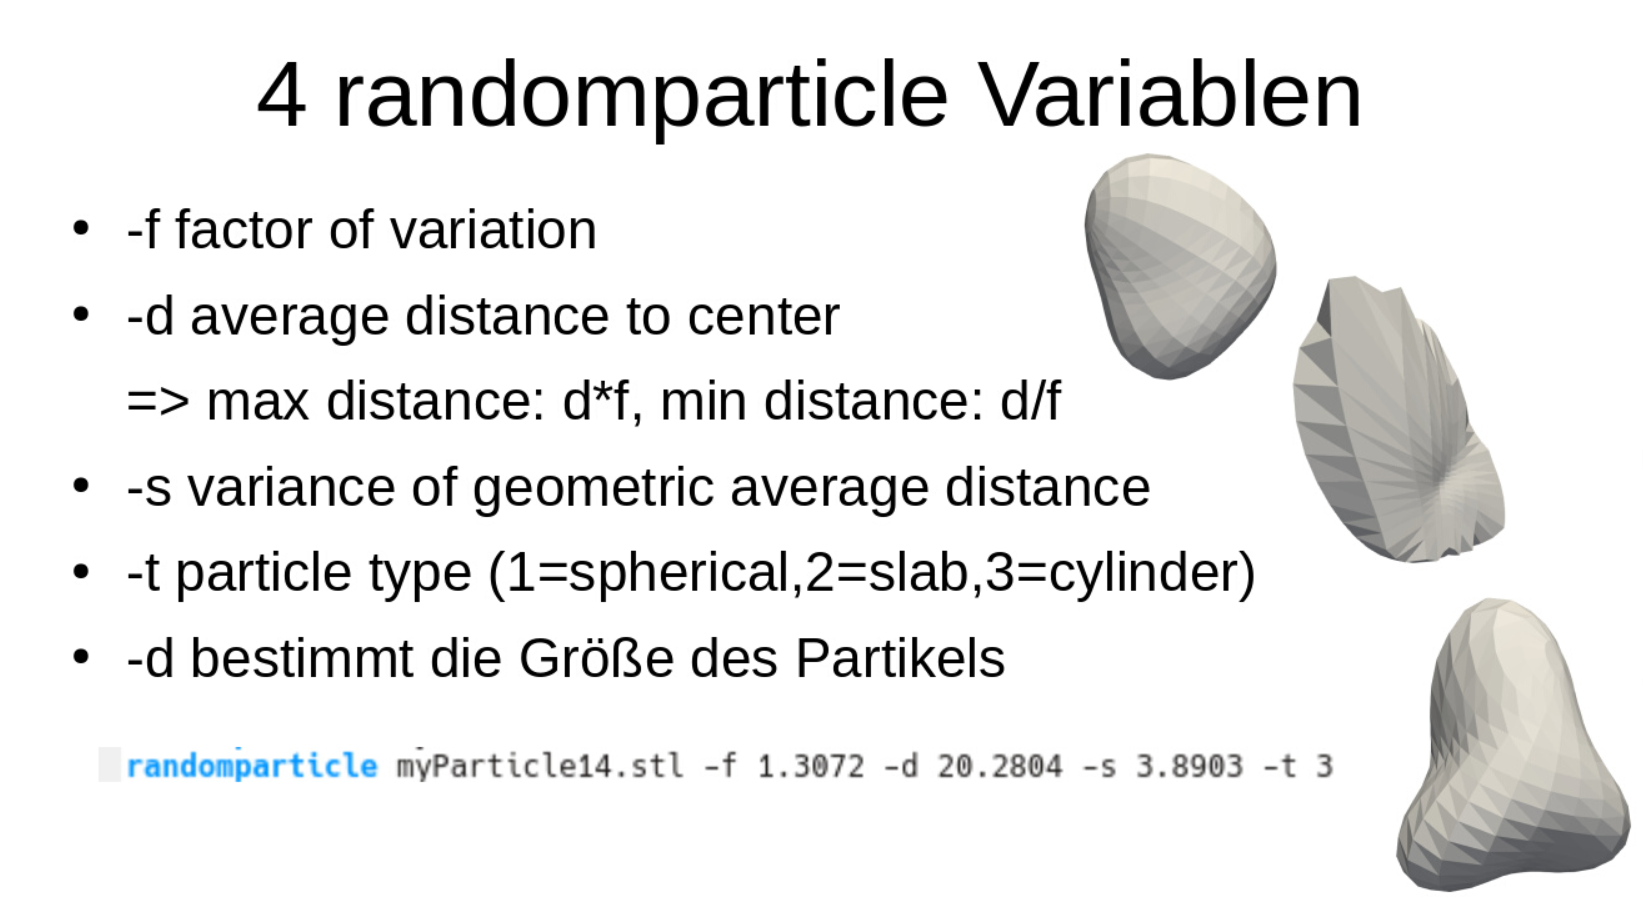 4 randomparticle Variablen
• -f factor of variation
• -d average distance to center
=> max distance: d*f, min distance: d/f
• -s variance of geometric average distance
• -t particle type (1=spherical,2=slab,3=cylinder)
• -d bestimmt die Größe des Partikels
randomparticle myParticle14.stl -f 1.3072 -d 20.2804 -s 3.8903 -t 3